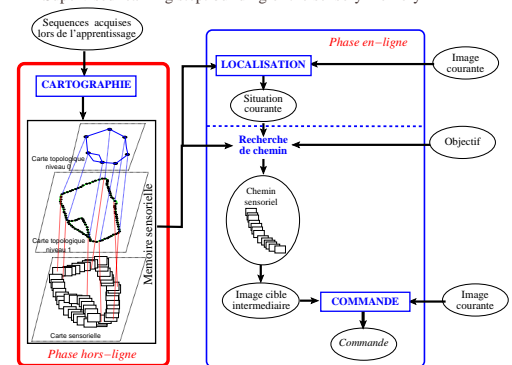 Sequences acquises
lors de l'apprentissage
CARTOGRAPHIE
Carte topologique
niveau 0
Carte topologique
niveau 1
Carte sensorielle
Memoire sensorielle
Phase hors−ligne
Phase en−ligne
LOCALISATION
Image
courante
Situation
courante
Recherche
de chemin
Objectif
Chemin
sensoriel
Image cible
intermediaire
COMMANDE
Image
courante
Commande